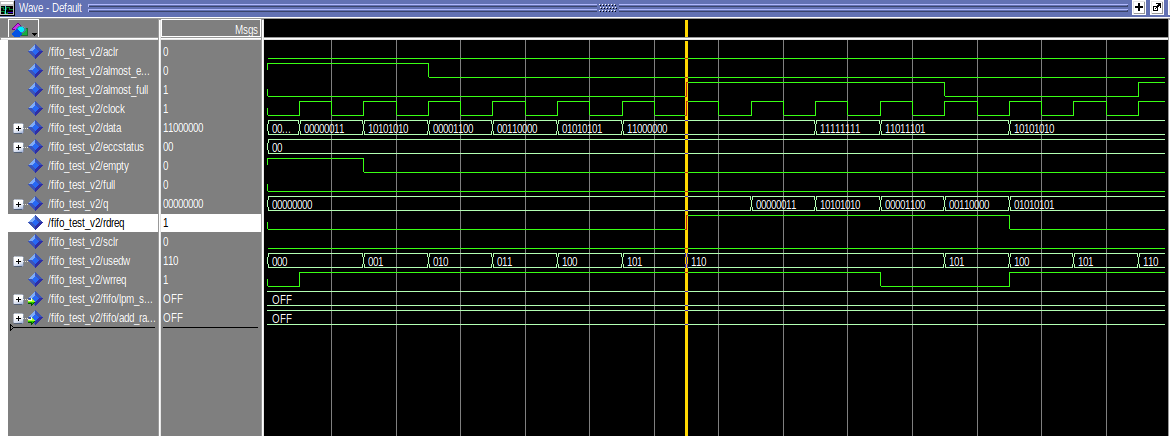 Wave - Default
Msgs
/fifo_test_v2/aclr 0
/fifo_test_v2/almost_e... 0
/fifo_test_v2/almost_full 1
/fifo_test_v2/clock 1
/fifo_test_v2/data 11000000 00... 00000011 10101010 00001100 00110000 01010101 11000000 11111111 11011101 10101010
/fifo_test_v2/eccstatus 00 00
/fifo_test_v2/empty 0
/fifo_test_v2/full 0
/fifo_test_v2/q 00000000 00000000 00000011 10101010 00001100 00110000 01010101
/fifo_test_v2/rdreq 1
/fifo_test_v2/sclr 0
/fifo_test_v2/usedw 110 000 001 010 011 100 101 110 101 100 101 110
/fifo_test_v2/wrreq 1
/fifo_test_v2/fifo/lpm_s... OFF OFF
/fifo_test_v2/fifo/add_ra... OFF OFF